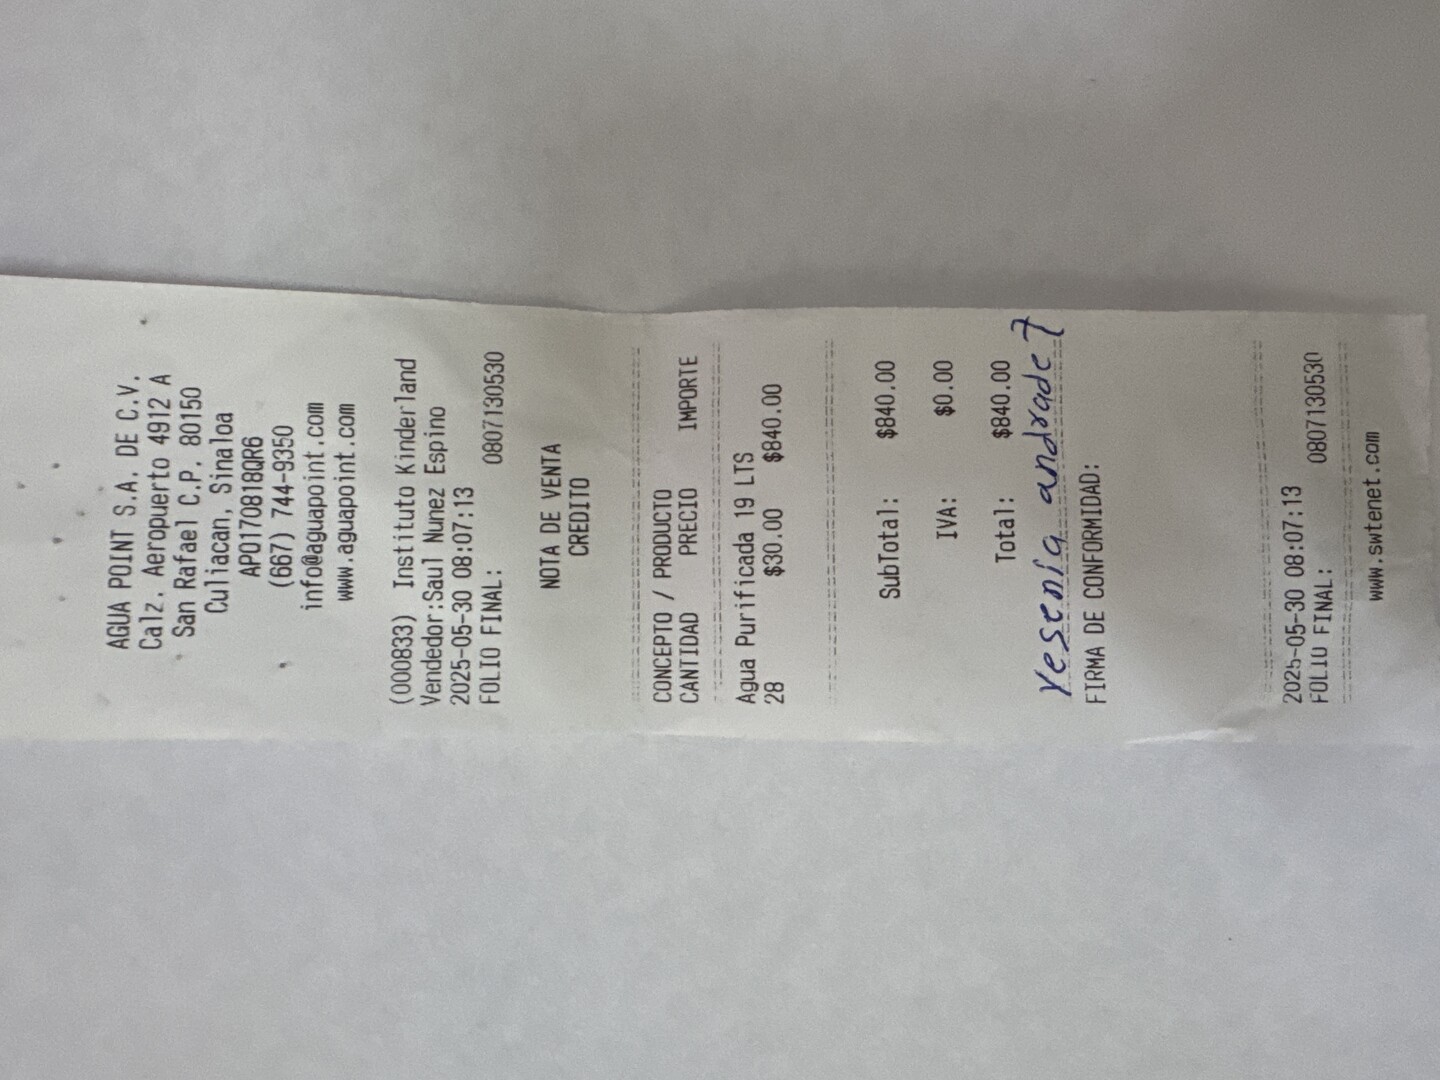 AGUA POINT S.A. DE C.V.
Calz. Aeropuerto 4912 A
San Rafael C.P. 80150
Culiacan, Sinaloa
APO170818QR6
(667) 744-9350
info@aguapoint.com
www.aguapoint.com
(000833) Instituto Kinderland
Vendedor:Saul Nunez Espino
2025-05-30 08:07:13
FOLIO FINAL: 0807130530
NOTA DE VENTA
CREDITO
CONCEPTO / PRODUCTO
CANTIDAD PRECIO IMPORTE
Agua Purificada 19 LTS
28 $30.00 $840.00
SubTotal: $840.00
IVA: $0.00
Total: $840.00
Yesenia andrade 7
FIRMA DE CONFORMIDAD:
2025-05-30 08:07:13
FOLIO FINAL: 0807130530
www.swtenet.com